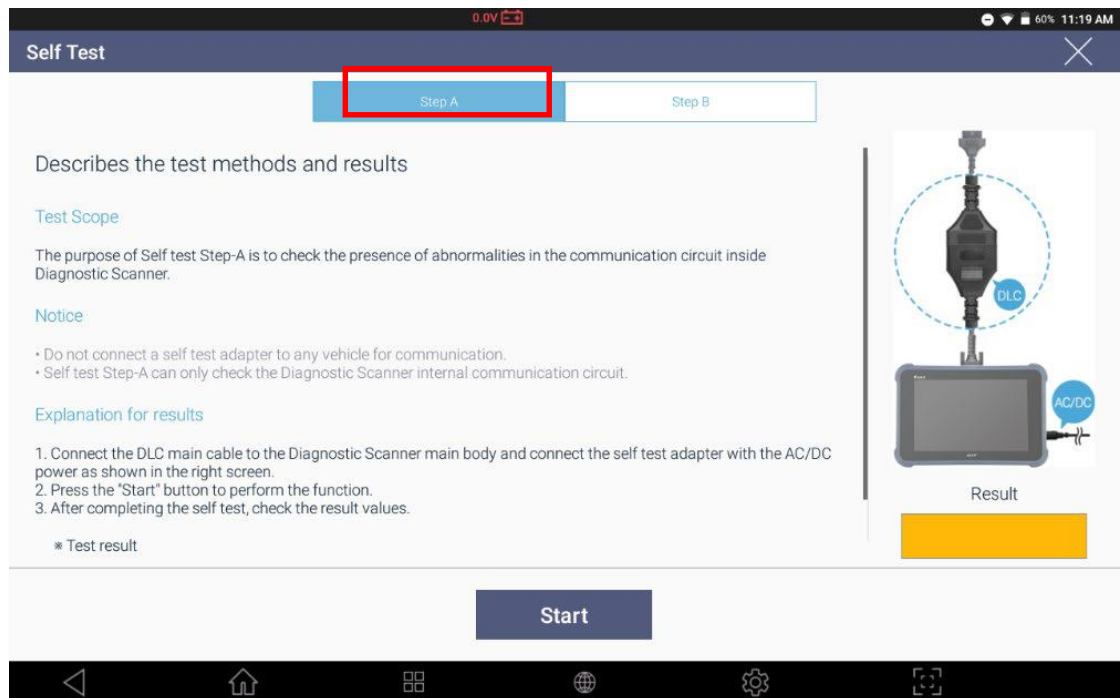 0.0V
60% 11:19 AM
Self Test
Step A
Step B
Describes the test methods and results
Test Scope
The purpose of Self test Step-A is to check the presence of abnormalities in the communication circuit inside
Diagnostic Scanner.
Notice
• Do not connect a self test adapter to any vehicle for communication.
• Self test Step-A can only check the Diagnostic Scanner internal communication circuit.
Explanation for results
1. Connect the DLC main cable to the Diagnostic Scanner main body and connect the self test adapter with the AC/DC
power as shown in the right screen.
2. Press the "Start" button to perform the function.
3. After completing the self test, check the result values.
※ Test result
DLC
AC/DC
Result
Start